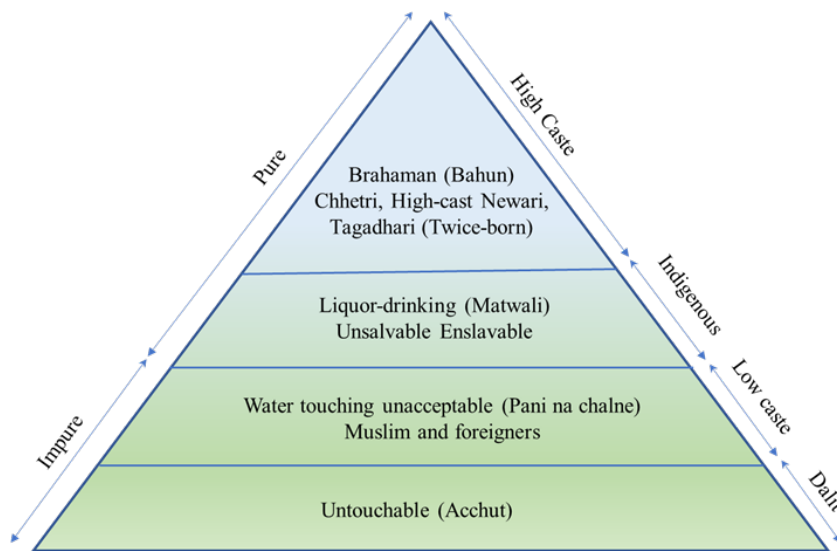 High Caste
Pure
Brahaman (Bahun)
Chhetri, High-cast Newari,
Tagadhari (Twice-born)
Indigenous
Liquor-drinking (Matwali)
Unsalvable Enslavable
Low caste
Impure
Water touching unacceptable (Pani na chalne)
Muslim and foreigners
Dalit
Untouchable (Acchut)